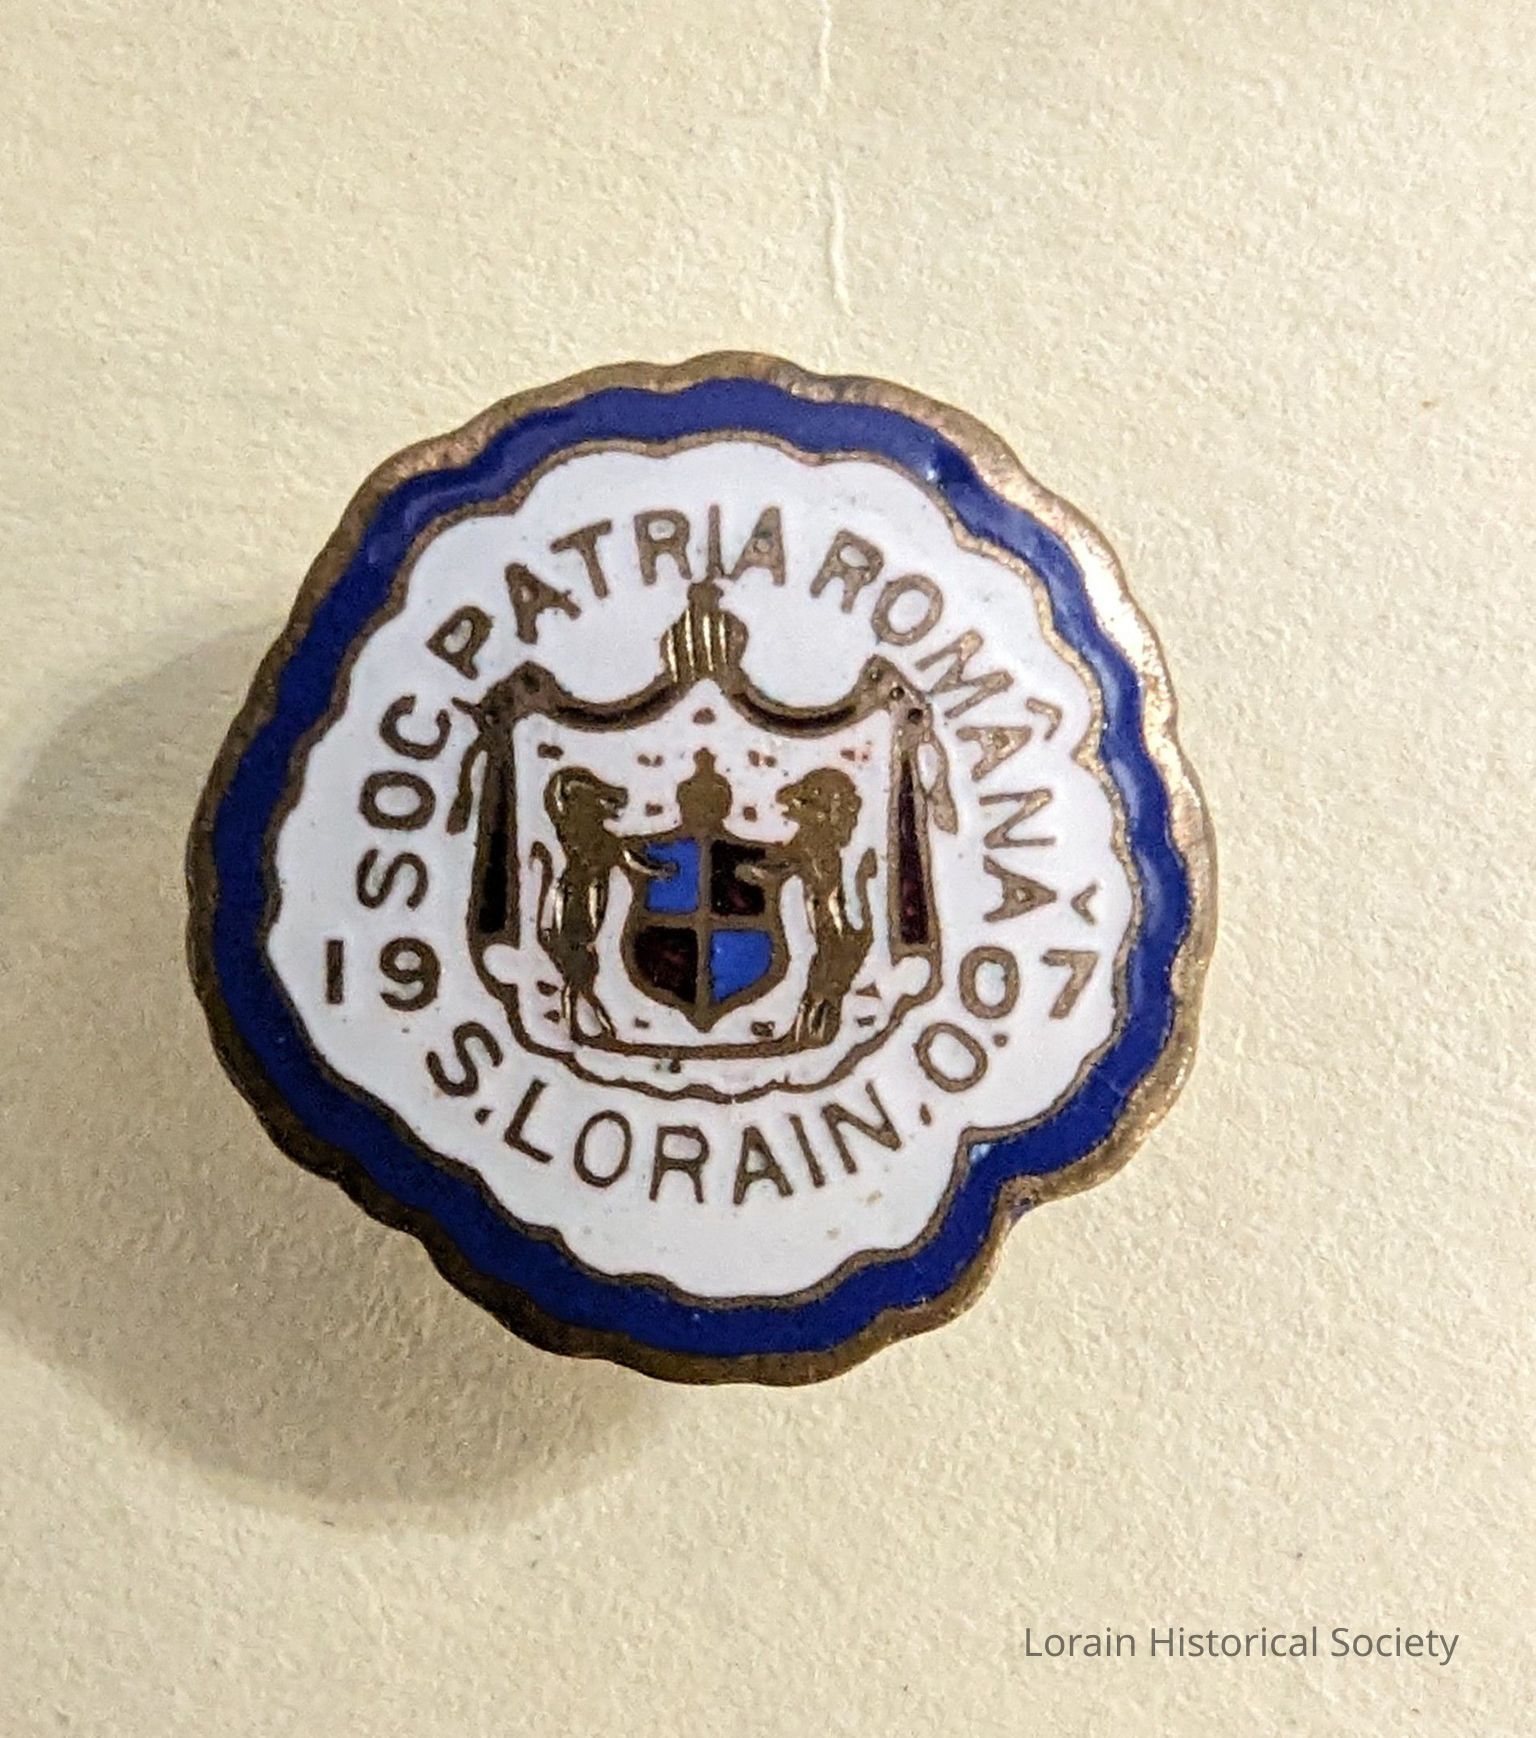 SOC. PATRIA ROMÂNĂ
19 07
S. LORAIN. O.
Lorain Historical Society